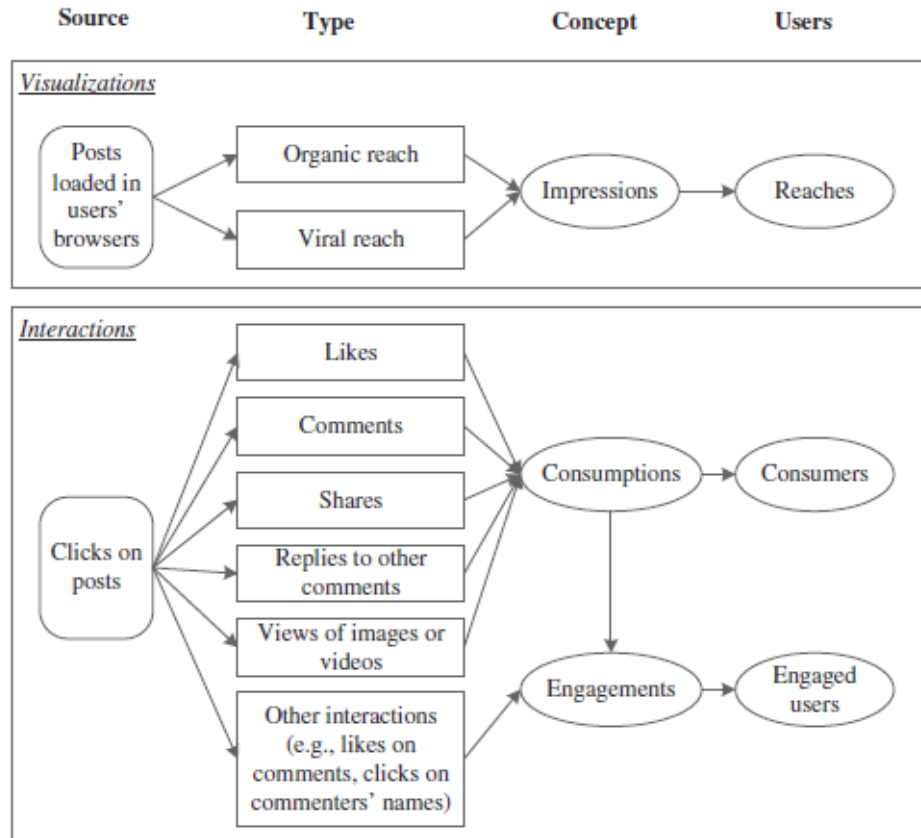 Source Type Concept Users
Visualizations
Posts
loaded in
users'
browsers
Organic reach
Viral reach
Impressions
Reaches
Interactions
Clicks on
posts
Likes
Comments
Shares
Replies to other
comments
Views of images or
videos
Other interactions
(e.g., likes on
comments, clicks on
commenters' names)
Consumptions
Consumers
Engagements
Engaged
users